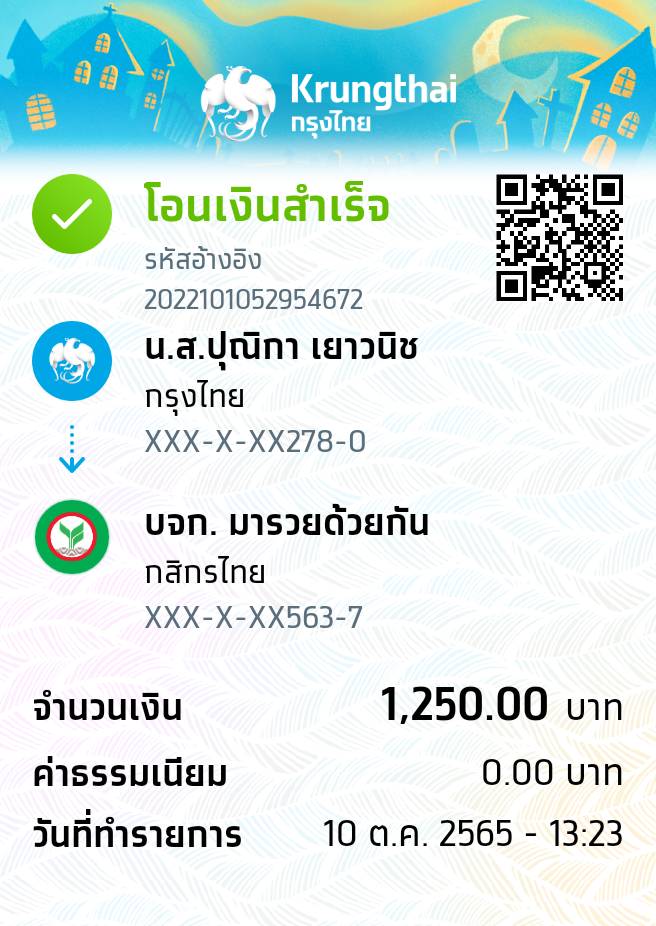 Krungthai
กรุงไทย
โอนเงินสำเร็จ
รหัสอ้างอิง
2022101052954672
น.ส.ปุณิกา เยาวนิช
กรุงไทย
XXX-X-XX278-0
บจก. มารวยด้วยกัน
กสิกรไทย
XXX-X-XX563-7
จำนวนเงิน 1,250.00 บาท
ค่าธรรมเนียม 0.00 บาท
วันที่ทำรายการ 10 ต.ค. 2565 - 13:23